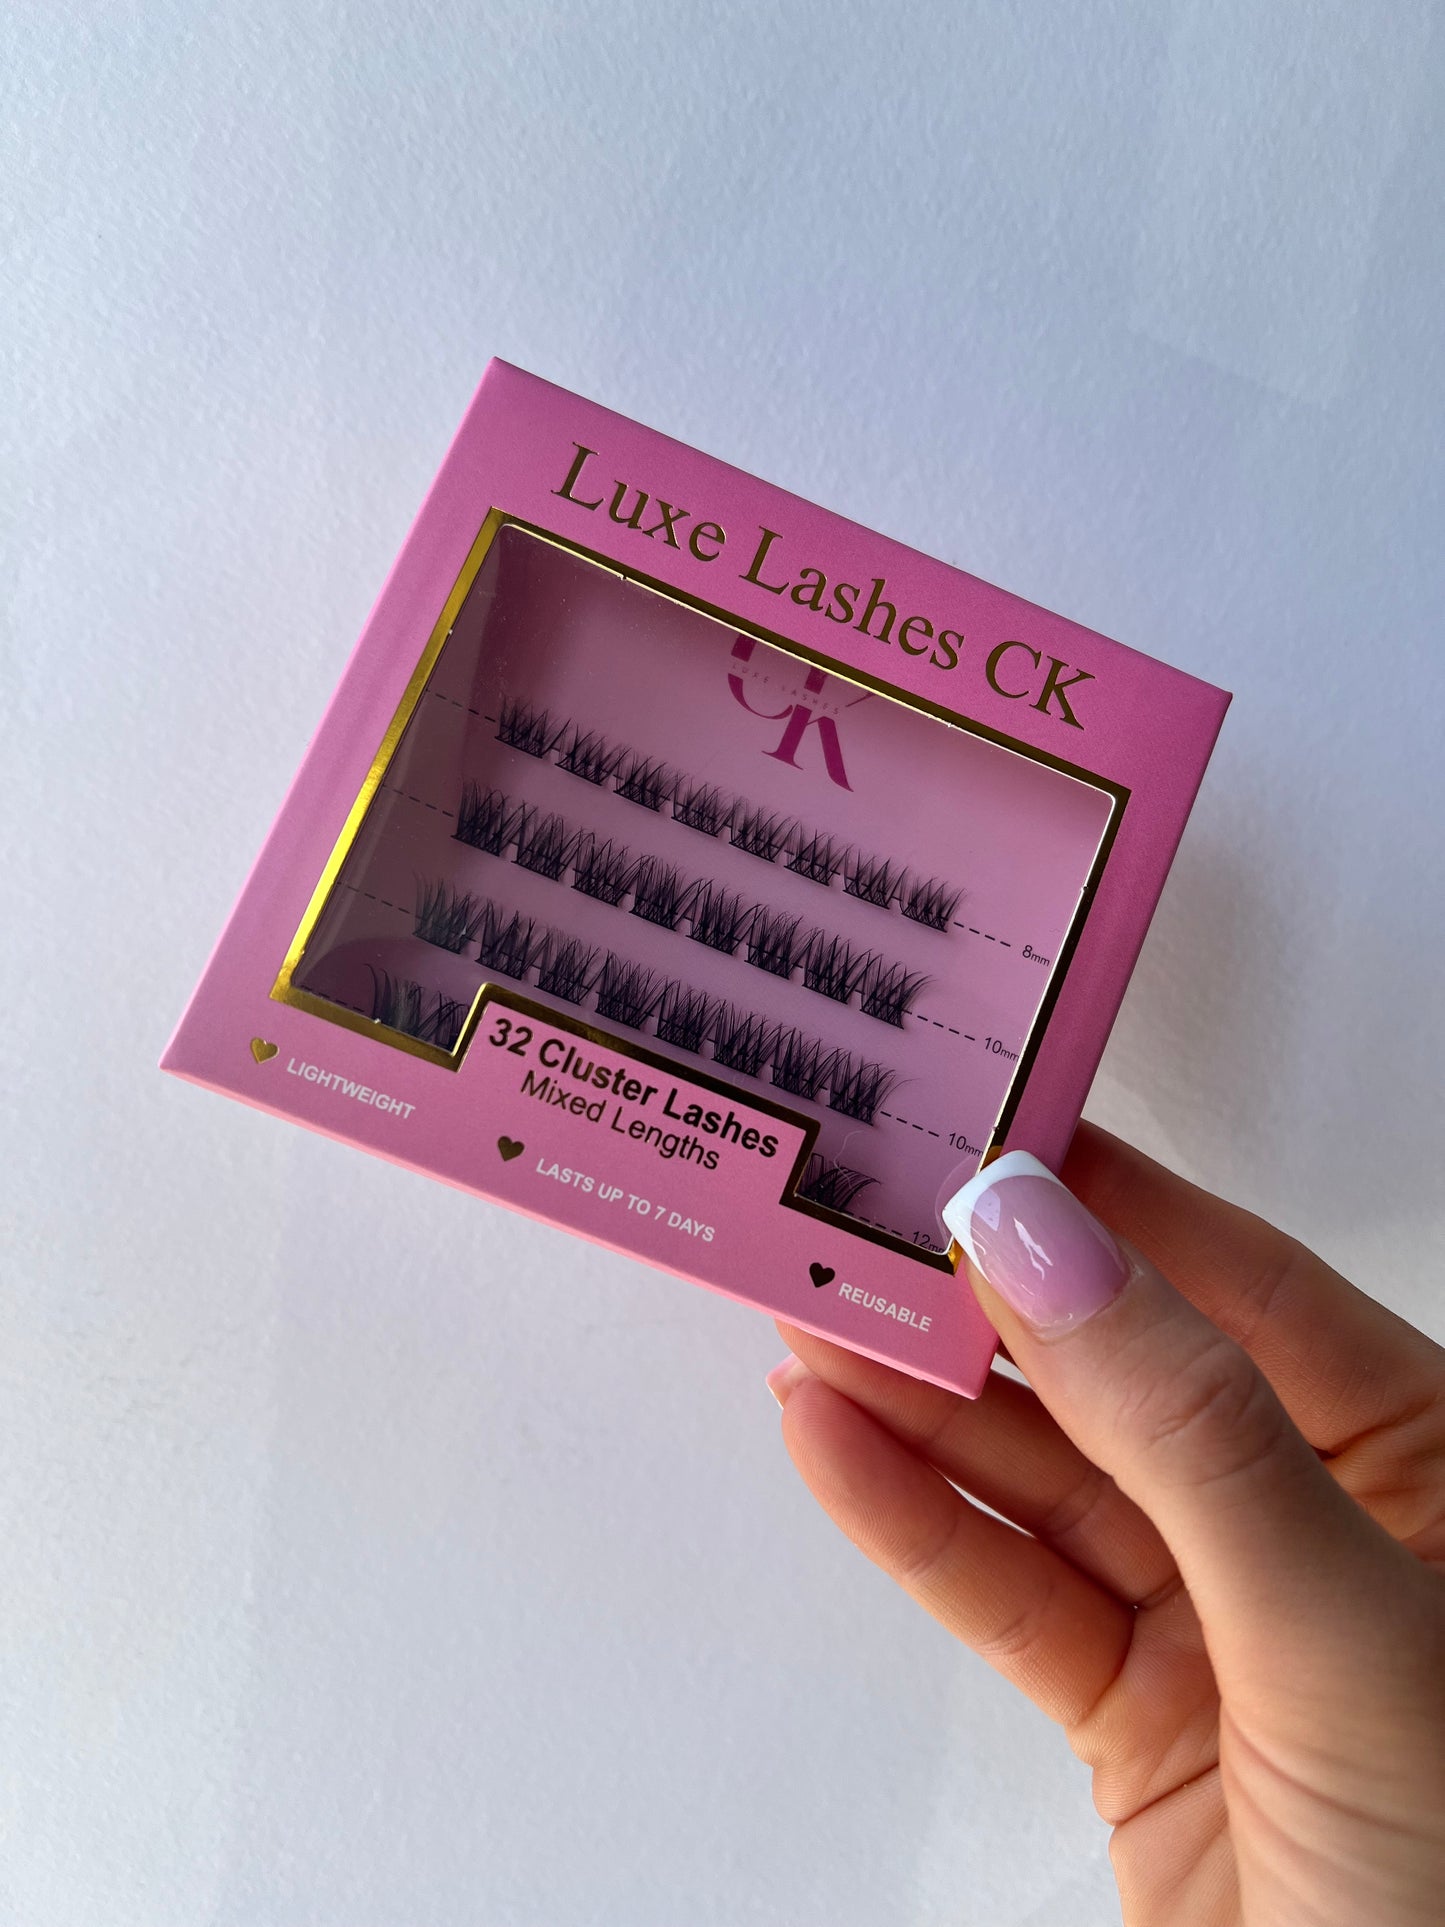 Luxe Lashes CK
LUXE LASHES
CK
8mm
10mm
10mm
12mm
32 Cluster Lashes
Mixed Lengths
LIGHTWEIGHT
LASTS UP TO 7 DAYS
REUSABLE